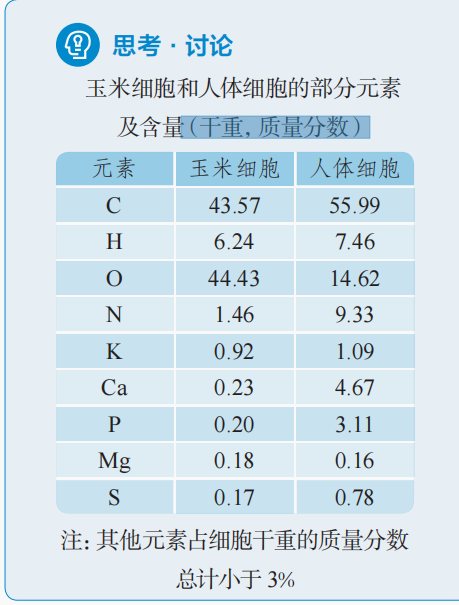 思考·讨论
玉米细胞和人体细胞的部分元素
及含量(干重, 质量分数)
元素 玉米细胞 人体细胞
C 43.57 55.99
H 6.24 7.46
O 44.43 14.62
N 1.46 9.33
K 0.92 1.09
Ca 0.23 4.67
P 0.20 3.11
Mg 0.18 0.16
S 0.17 0.78
注: 其他元素占细胞干重的质量分数
总计小于 3%